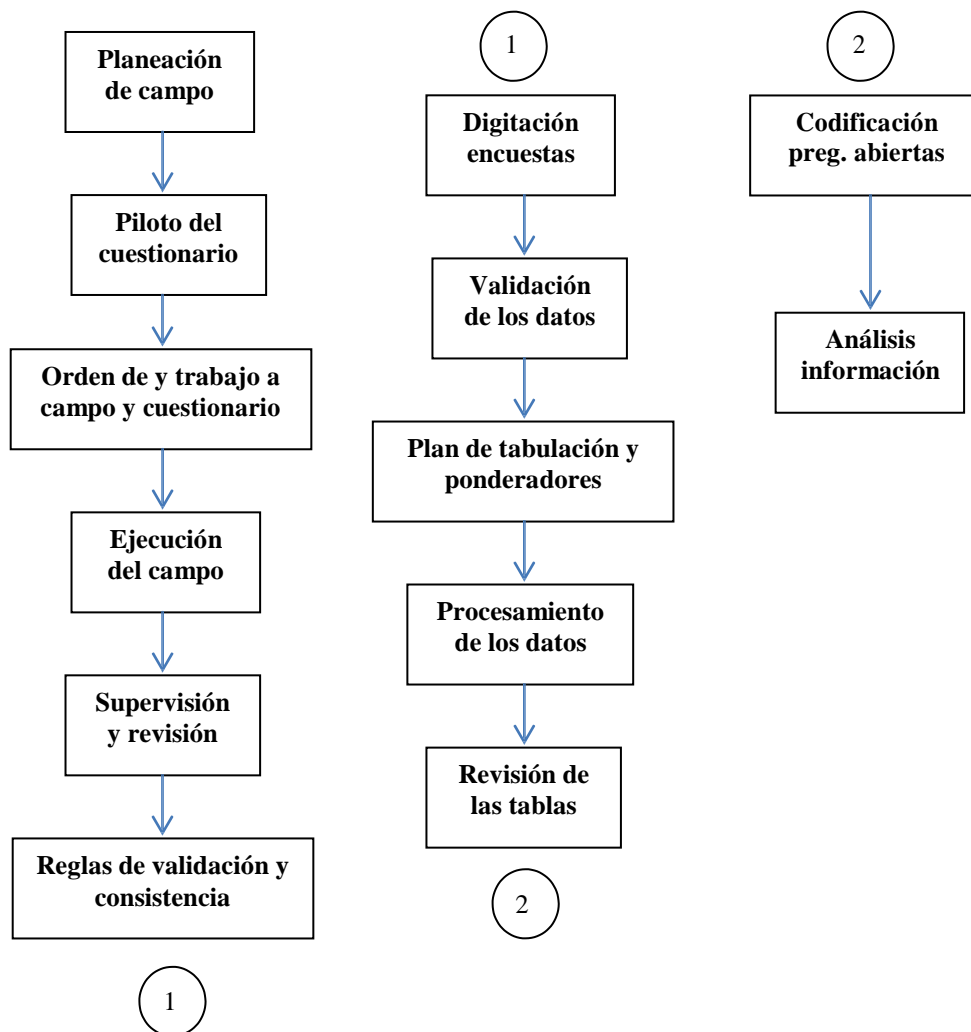 Planeación
de campo
Piloto del
cuestionario
Orden de y trabajo a
campo y cuestionario
Ejecución
del campo
Supervisión
y revisión
Reglas de validación y
consistencia
1
1
Digitación
encuestas
Validación
de los datos
Plan de tabulación y
ponderadores
Procesamiento
de los datos
Revisión de
las tablas
2
2
Codificación
preg. abiertas
Análisis
información